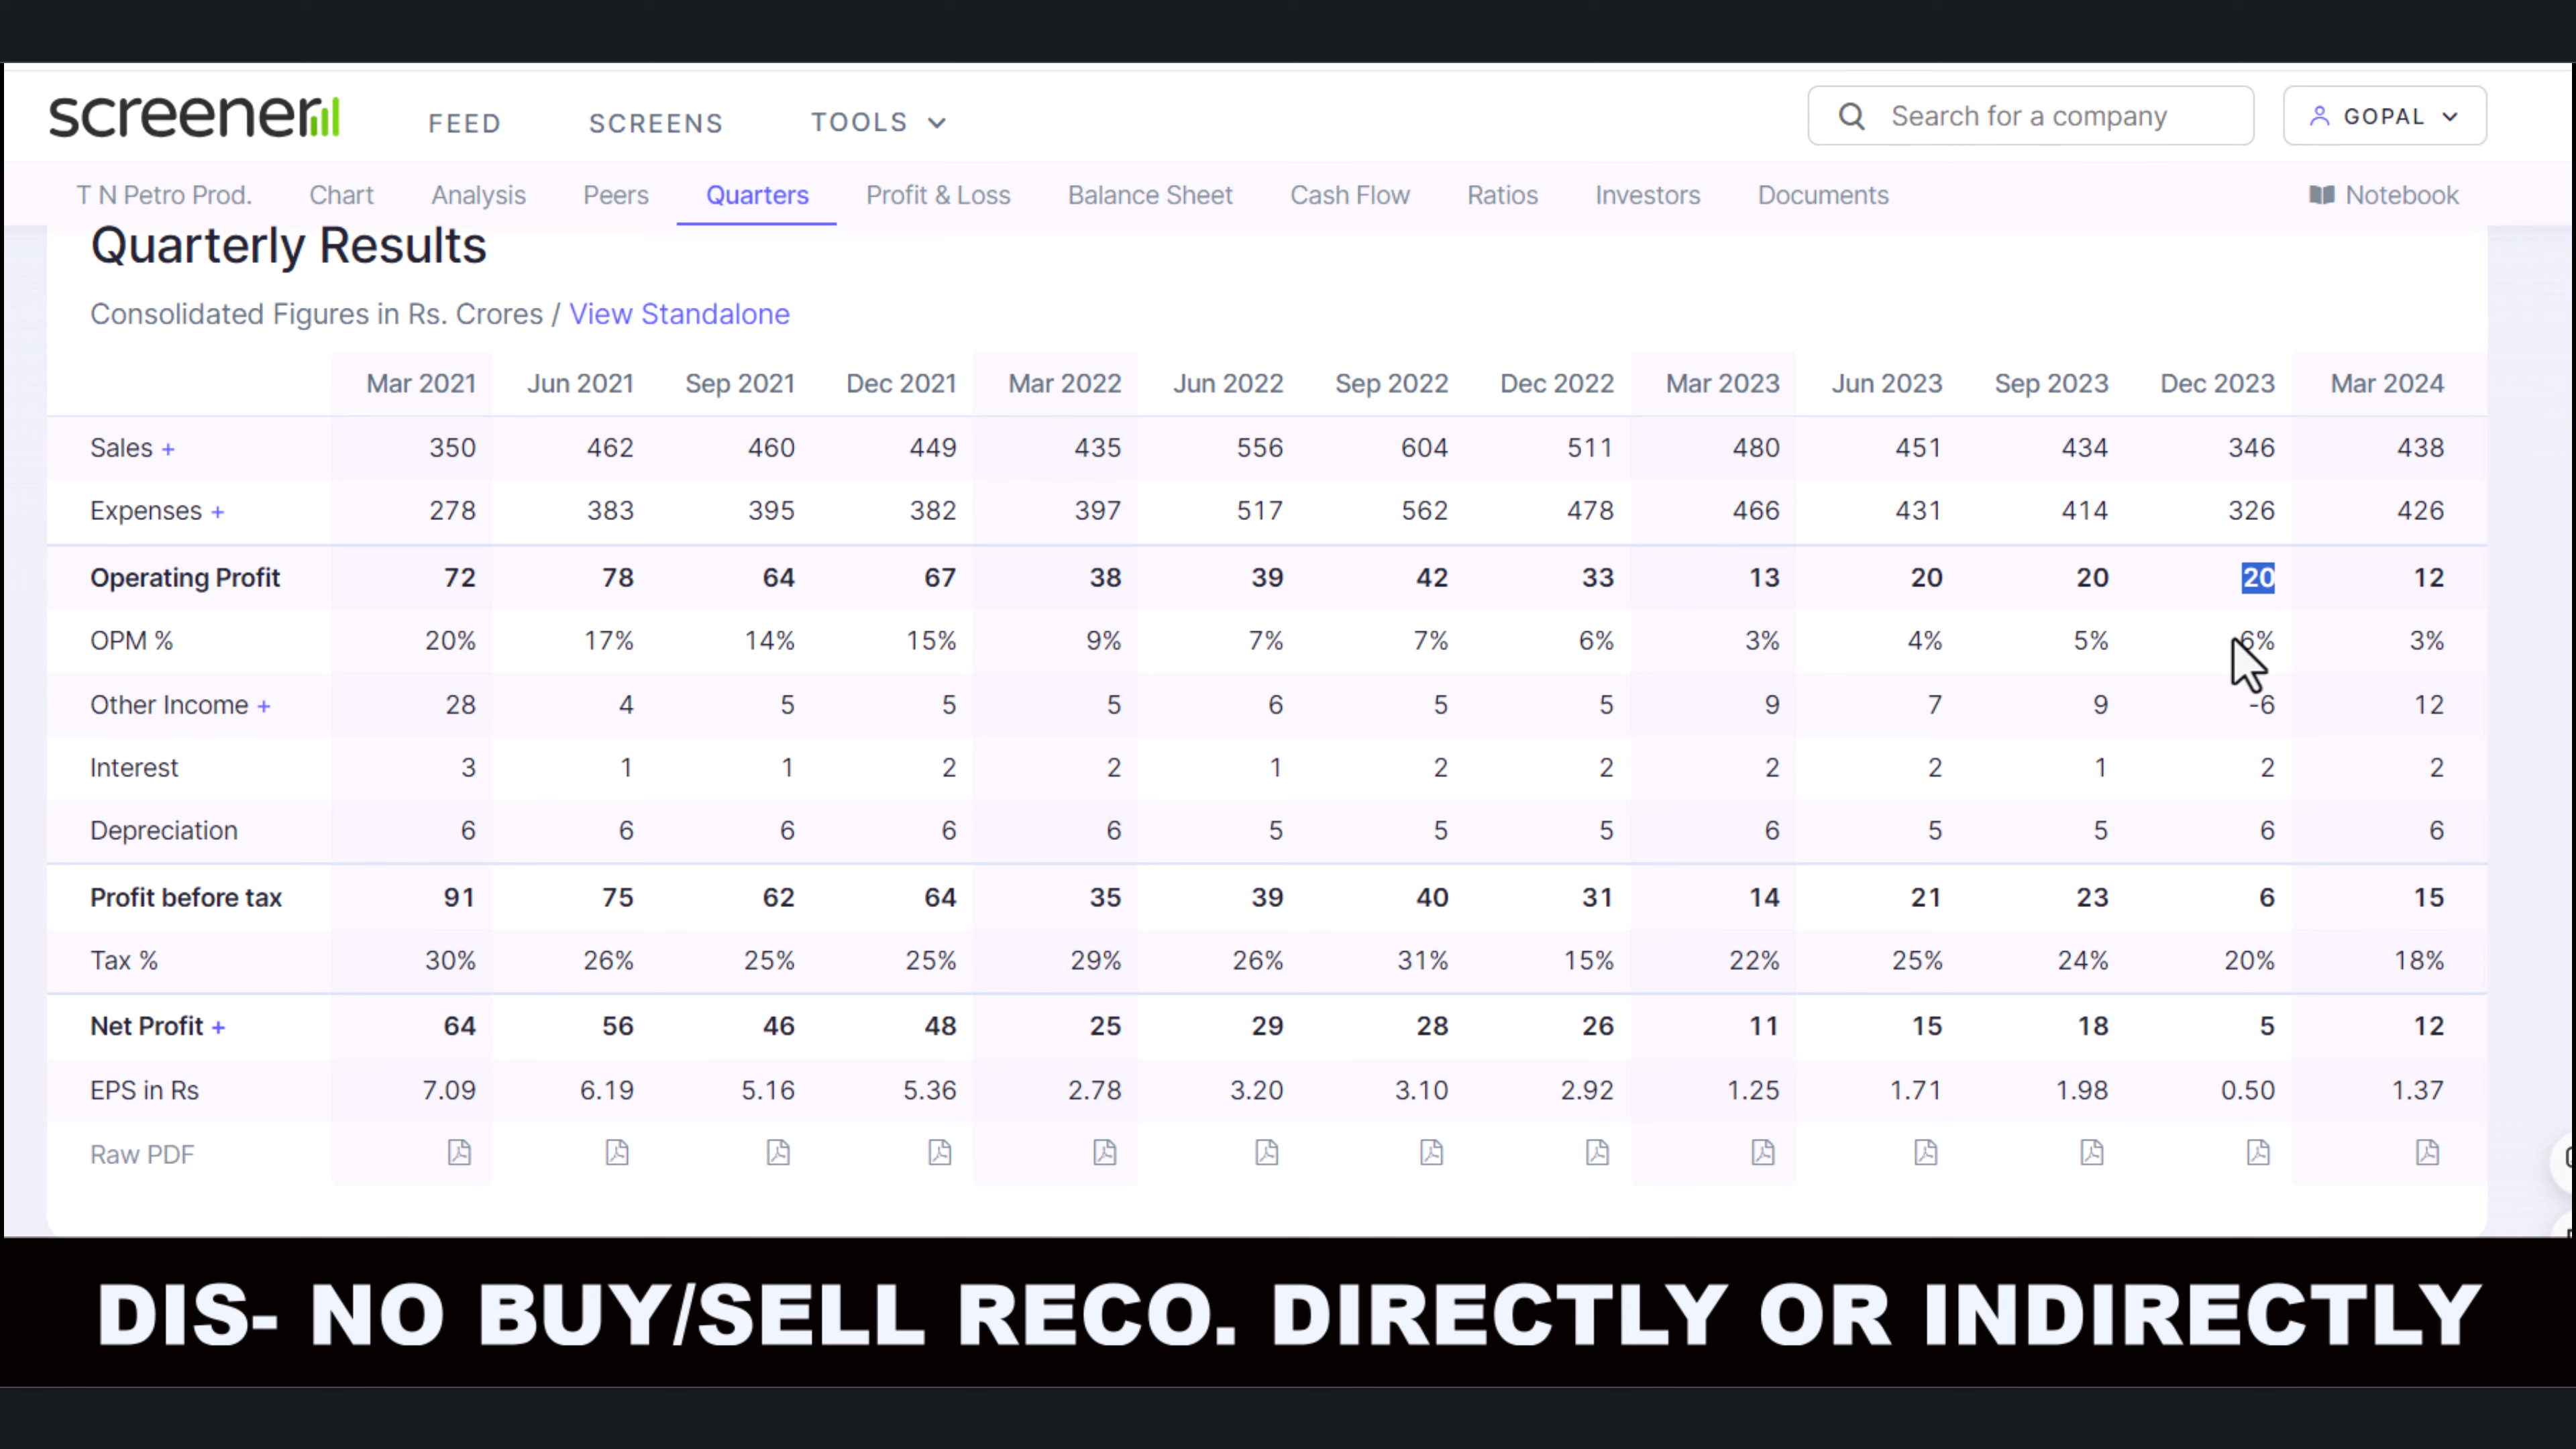 screener FEED SCREENS TOOLS Search for a company GOPAL
T N Petro Prod. Chart Analysis Peers Quarters Profit & Loss Balance Sheet Cash Flow Ratios Investors Documents Notebook
Quarterly Results
Consolidated Figures in Rs. Crores / View Standalone
Mar 2021 Jun 2021 Sep 2021 Dec 2021 Mar 2022 Jun 2022 Sep 2022 Dec 2022 Mar 2023 Jun 2023 Sep 2023 Dec 2023 Mar 2024
Sales + 350 462 460 449 435 556 604 511 480 451 434 346 438
Expenses + 278 383 395 382 397 517 562 478 466 431 414 326 426
Operating Profit 72 78 64 67 38 39 42 33 13 20 20 20 12
OPM % 20% 17% 14% 15% 9% 7% 7% 6% 3% 4% 5% 6% 3%
Other Income + 28 4 5 5 5 6 5 5 9 7 9 -6 12
Interest 3 1 1 2 2 1 2 2 2 2 1 2 2
Depreciation 6 6 6 6 6 5 5 5 6 5 5 6 6
Profit before tax 91 75 62 64 35 39 40 31 14 21 23 6 15
Tax % 30% 26% 25% 25% 29% 26% 31% 15% 22% 25% 24% 20% 18%
Net Profit + 64 56 46 48 25 29 28 26 11 15 18 5 12
EPS in Rs 7.09 6.19 5.16 5.36 2.78 3.20 3.10 2.92 1.25 1.71 1.98 0.50 1.37
Raw PDF
DIS- NO BUY/SELL RECO. DIRECTLY OR INDIRECTLY